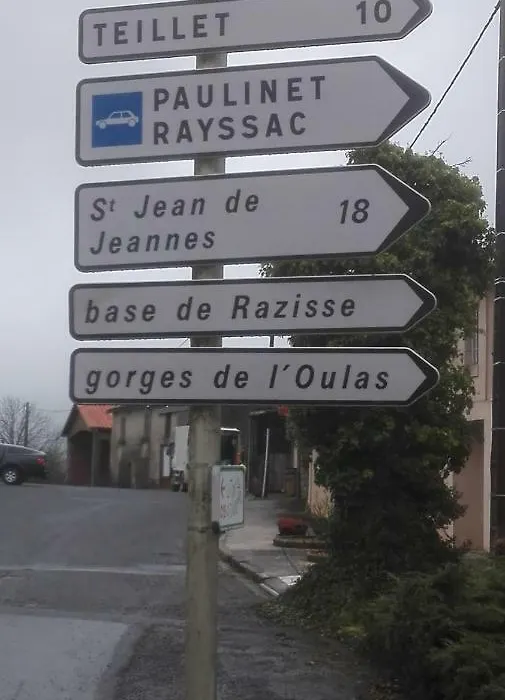 TEILLET 10
PAULINET
RAYSSAC
St Jean de
Jeannes 18
base de Razisse
gorges de l'Oulas